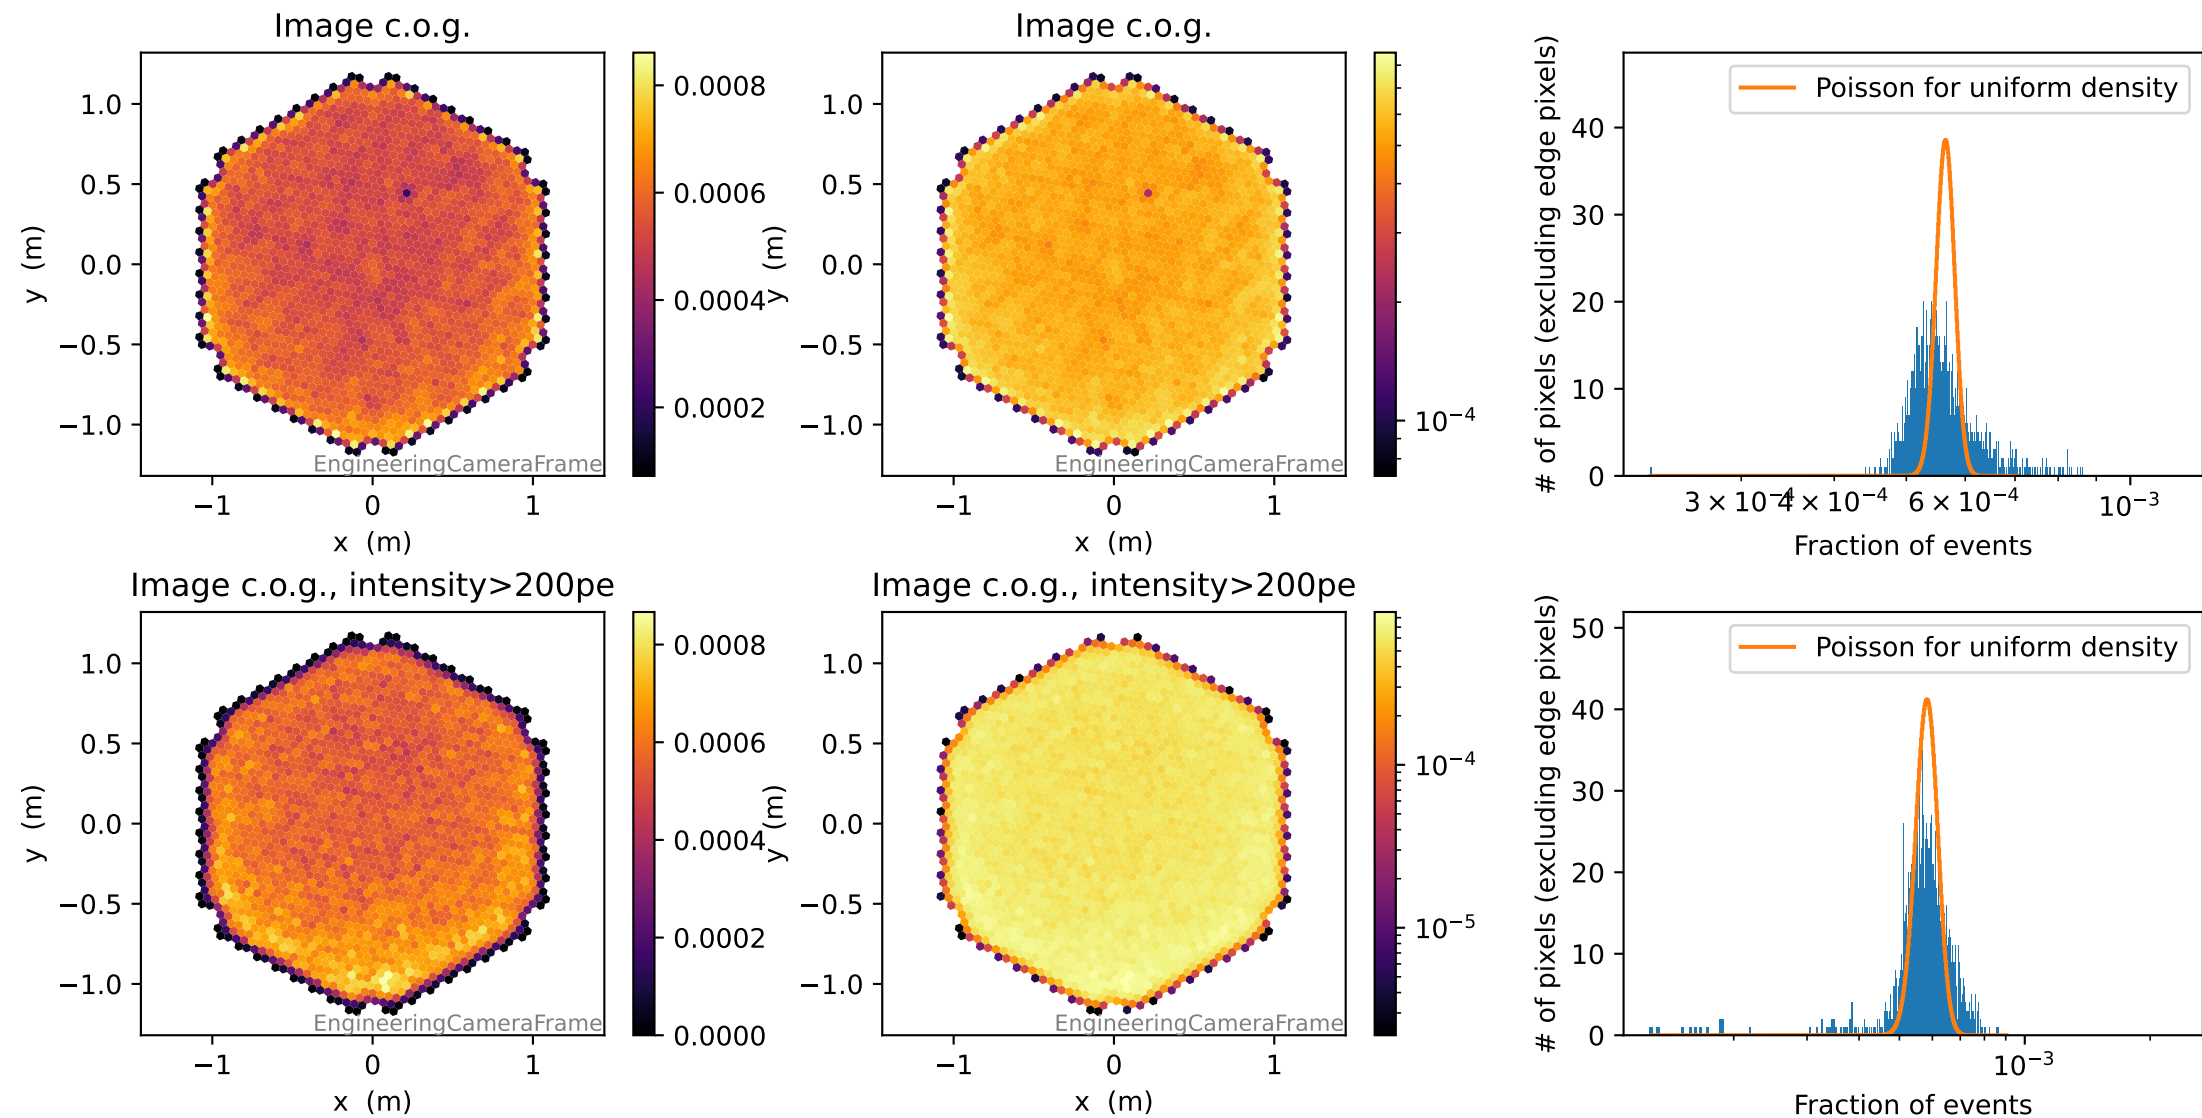 Image c.o.g.
1.0
0.5
0.0
−0.5
−1.0
y (m)
−1
0
1
x (m)
EngineeringCameraFrame
0.0008
0.0006
0.0004
0.0002
Image c.o.g.
1.0
0.5
0.0
−0.5
−1.0
y (m)
−1
0
1
x (m)
EngineeringCameraFrame
10⁻⁴
Poisson for uniform density
# of pixels (excluding edge pixels)
40
30
20
10
0
3 × 10⁻⁴
4 × 10⁻⁴
6 × 10⁻⁴
10⁻³
Fraction of events
Image c.o.g., intensity>200pe
1.0
0.5
0.0
−0.5
−1.0
y (m)
−1
0
1
x (m)
EngineeringCameraFrame
0.0008
0.0006
0.0004
0.0002
0.0000
Image c.o.g., intensity>200pe
1.0
0.5
0.0
−0.5
−1.0
y (m)
−1
0
1
x (m)
EngineeringCameraFrame
10⁻⁴
10⁻⁵
Poisson for uniform density
# of pixels (excluding edge pixels)
50
40
30
20
10
0
10⁻³
Fraction of events